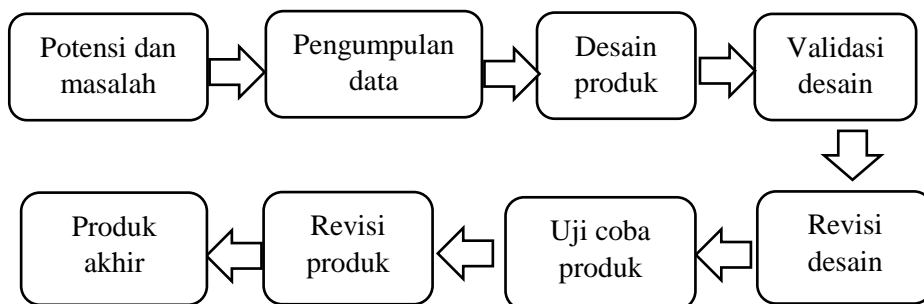 Potensi dan
masalah
Pengumpulan
data
Desain
produk
Validasi
desain
Revisi
desain
Uji coba
produk
Revisi
produk
Produk
akhir